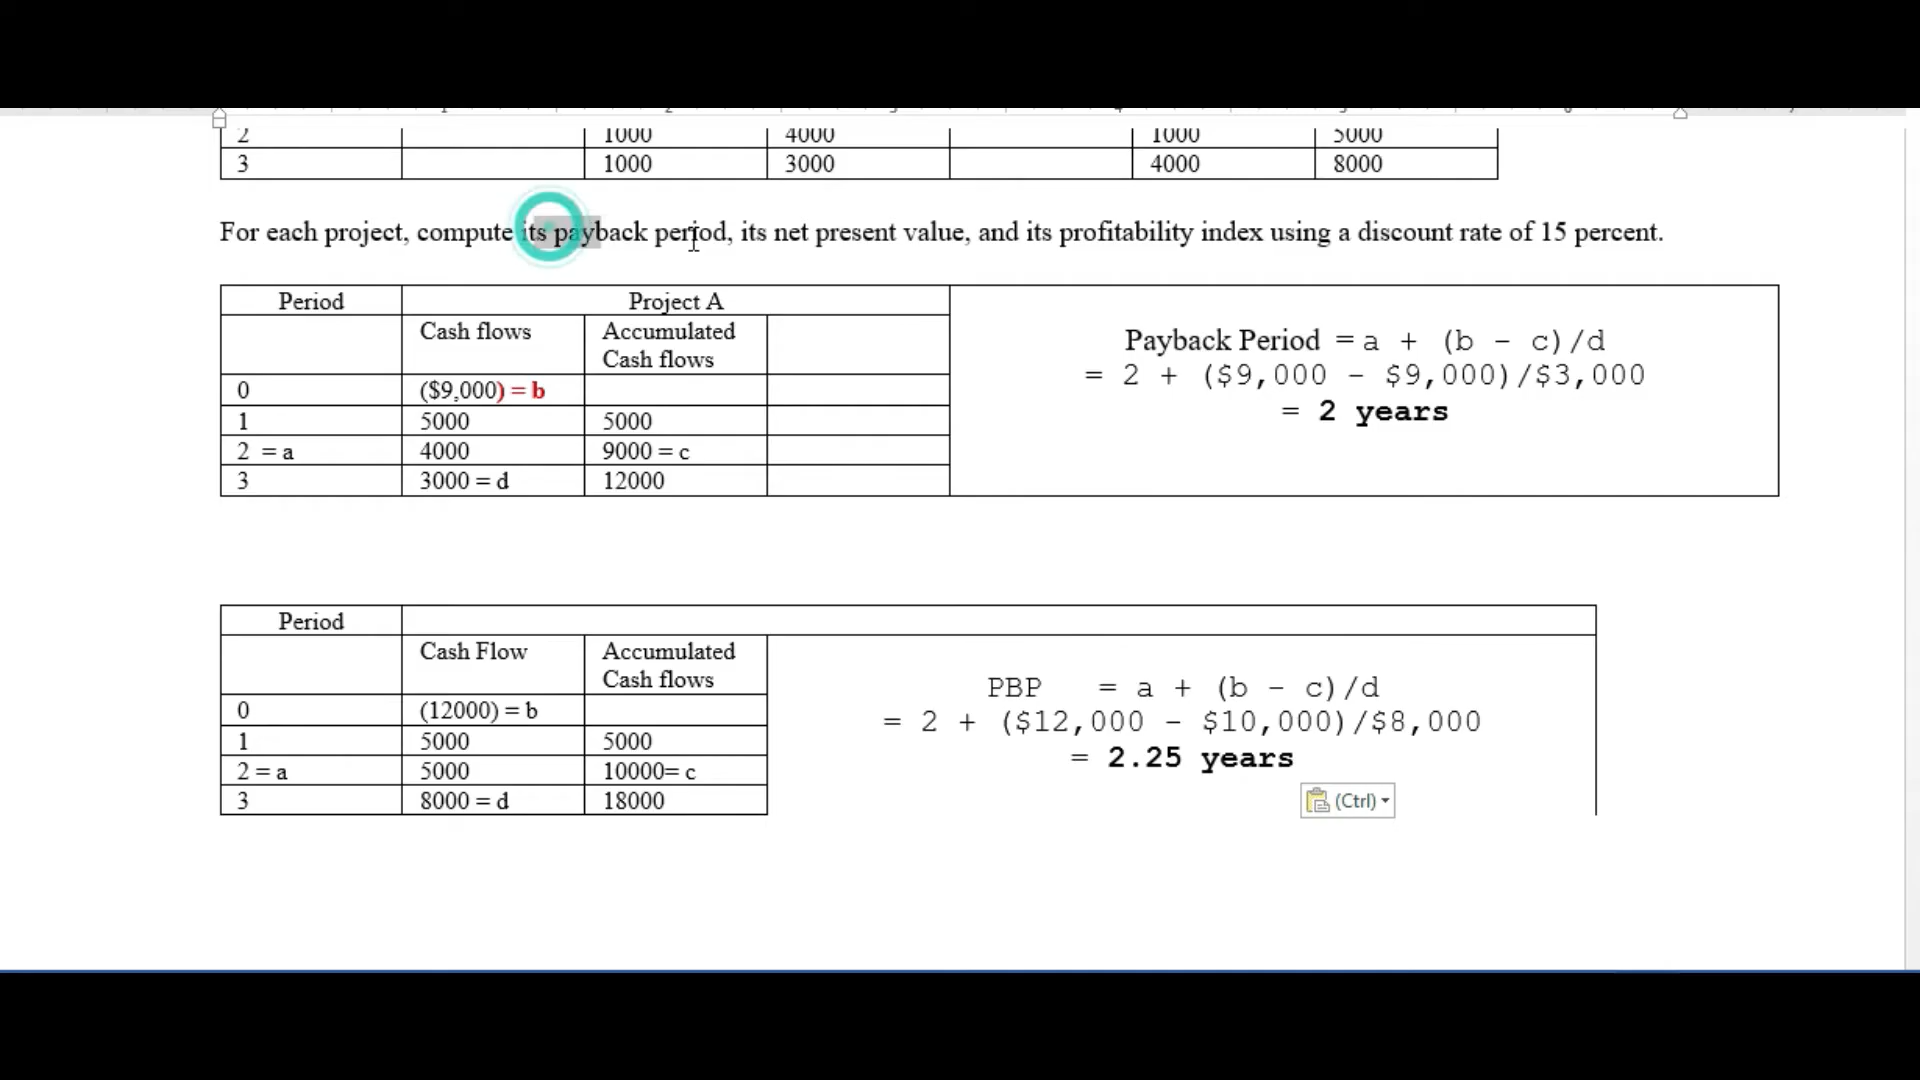 2 1000 4000 1000 5000
3 1000 3000 4000 8000
For each project, compute its payback period, its net present value, and its profitability index using a discount rate of 15 percent.
Period Project A
Cash flows Accumulated
Cash flows
0 ($9,000) = b
1 5000 5000
2 = a 4000 9000 = c
3 3000 = d 12000
Payback Period = a + (b - c)/d
= 2 + ($9,000 - $9,000)/$3,000
= 2 years
Period
Cash Flow Accumulated
Cash flows
0 (12000) = b
1 5000 5000
2 = a 5000 10000= c
3 8000 = d 18000
PBP = a + (b - c)/d
= 2 + ($12,000 - $10,000)/$8,000
= 2.25 years
(Ctrl)